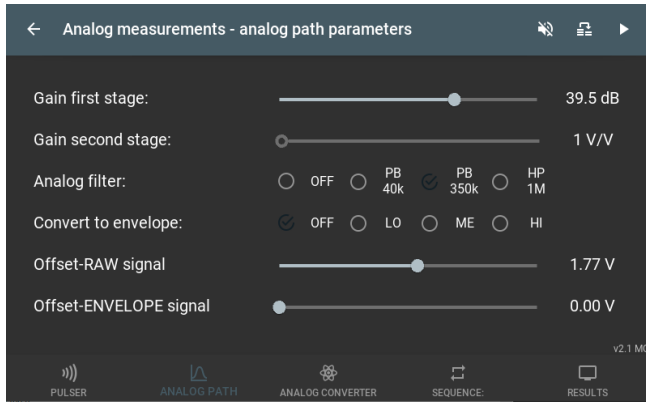 Analog measurements - analog path parameters
Gain first stage: 39.5 dB
Gain second stage: 1 V/V
Analog filter: OFF PB 40k PB 350k HP 1M
Convert to envelope: OFF LO ME HI
Offset-RAW signal 1.77 V
Offset-ENVELOPE signal 0.00 V
v2.1
PULSER ANALOG PATH ANALOG CONVERTER SEQUENCE: RESULTS